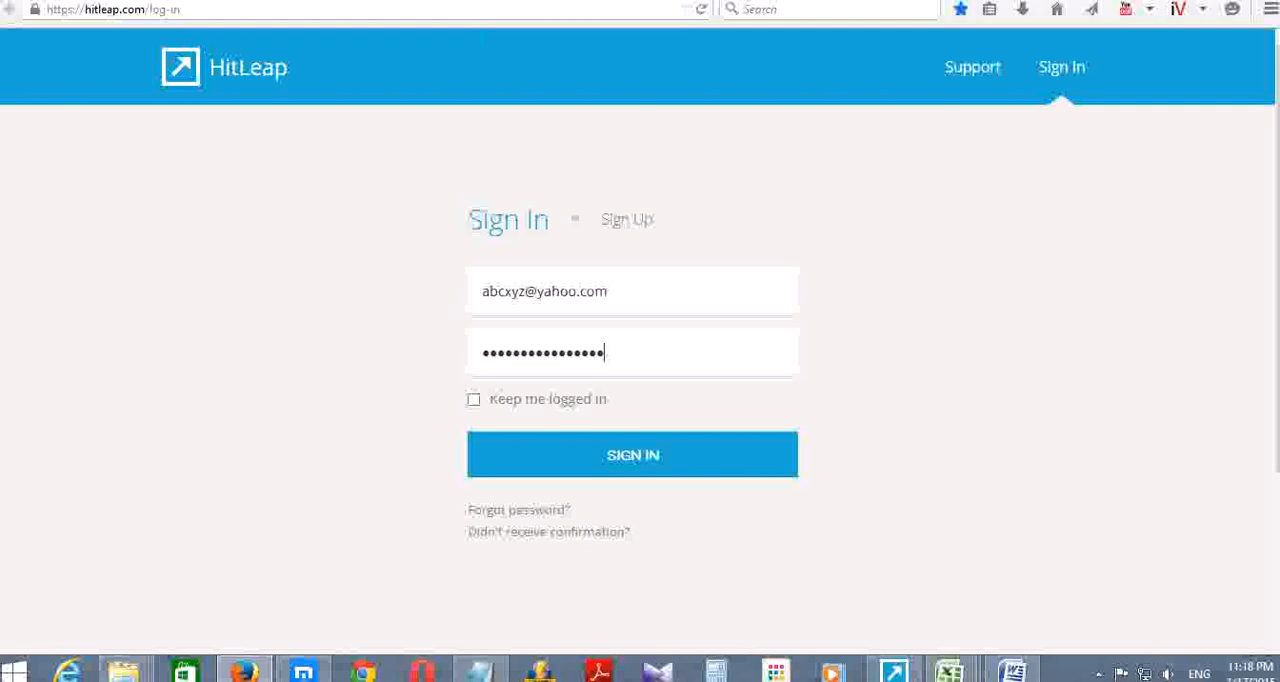 https://hitleap.com/log-in
Search
HitLeap
Support
Sign In
Sign In
Sign Up
abcxyz@yahoo.com
Keep me logged in
SIGN IN
Forgot password?
Didn't receive confirmation?
ENG
11:18 PM